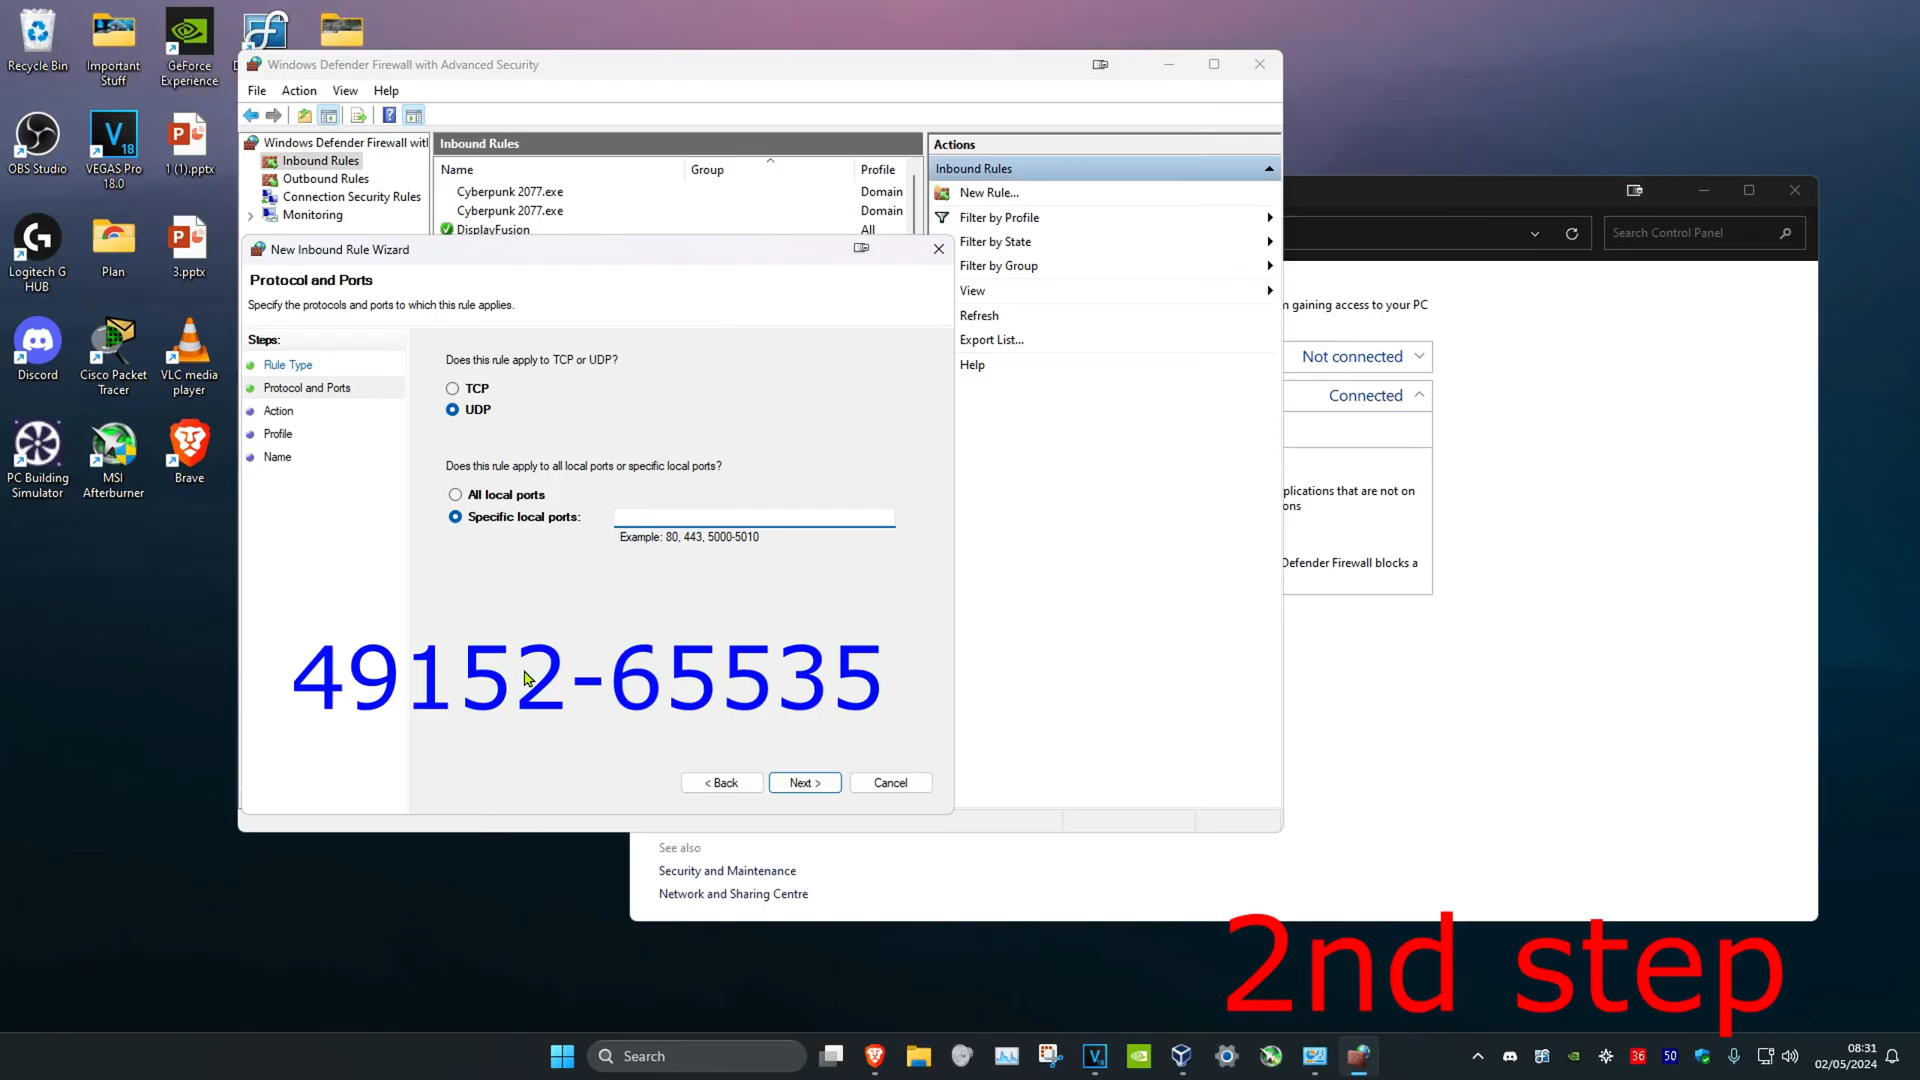 Recycle Bin
Important
Stuff
GeForce
Experience
OBS Studio
VEGAS Pro
18.0
1 (1).pptx
Logitech G
HUB
Plan
3.pptx
Discord
Cisco Packet
Tracer
VLC media
player
PC Building
Simulator
MSI
Afterburner
Brave
Windows Defender Firewall with Advanced Security
File Action View Help
Windows Defender Firewall wit
Inbound Rules
Outbound Rules
Connection Security Rules
Monitoring
Inbound Rules
Name Group Profile
Cyberpunk 2077.exe Domain
Cyberpunk 2077.exe Domain
DisplayFusion All
Actions
Inbound Rules
New Rule...
Filter by Profile
Filter by State
Filter by Group
View
Refresh
Export List...
Help
New Inbound Rule Wizard
Protocol and Ports
Specify the protocols and ports to which this rule applies.
Steps:
Rule Type
Protocol and Ports
Action
Profile
Name
Does this rule apply to TCP or UDP?
TCP
UDP
Does this rule apply to all local ports or specific local ports?
All local ports
Specific local ports:
Example: 80, 443, 5000-5010
49152-65535
< Back Next > Cancel
Search Control Panel
gaining access to your PC
Not connected
Connected
plications that are not on
ons
Defender Firewall blocks a
See also
Security and Maintenance
Network and Sharing Centre
2nd step
Search
36
50
08:31
02/05/2024